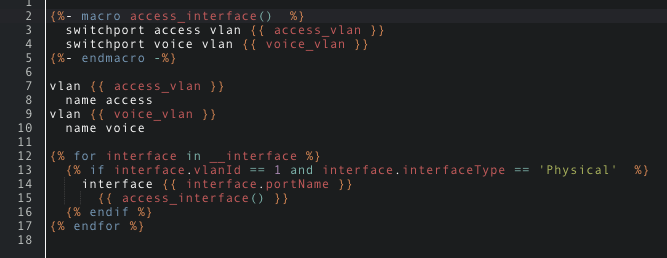 1
2 {%- macro access_interface()  %}
3   switchport access vlan {{ access_vlan }}
4   switchport voice vlan {{ voice_vlan }}
5 {%- endmacro -%}
6
7 vlan {{ access_vlan }}
8   name access
9 vlan {{ voice_vlan }}
10   name voice
11
12 {% for interface in __interface %}
13   {% if interface.vlanId == 1 and interface.interfaceType == 'Physical'  %}
14     interface {{ interface.portName }}
15       {{ access_interface() }}
16   {% endif %}
17 {% endfor %}
18